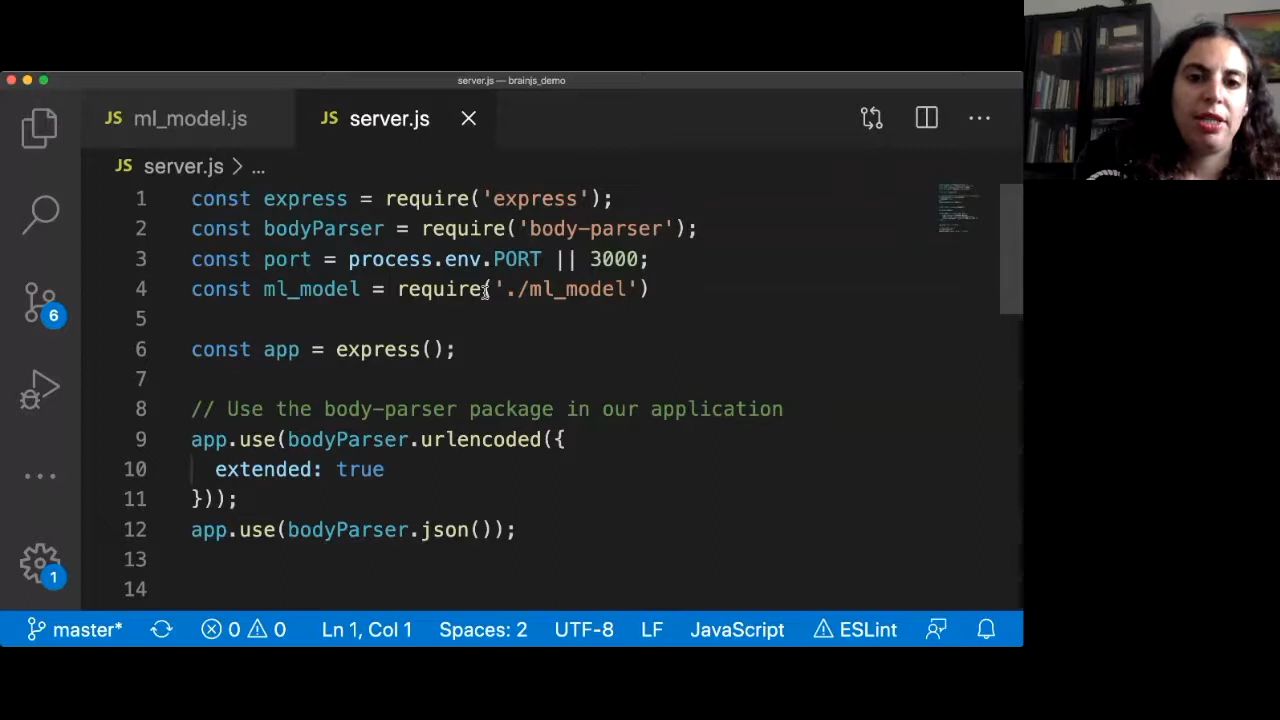 server.js — brainjs_demo
JS ml_model.js
JS server.js
JS server.js > ...
1 const express = require('express');
2 const bodyParser = require('body-parser');
3 const port = process.env.PORT || 3000;
4 const ml_model = require('./ml_model')
5
6 const app = express();
7
8 // Use the body-parser package in our application
9 app.use(bodyParser.urlencoded({
10 extended: true
11 }));
12 app.use(bodyParser.json());
13
14
6
1
master* 0 0 Ln 1, Col 1 Spaces: 2 UTF-8 LF JavaScript ESLint